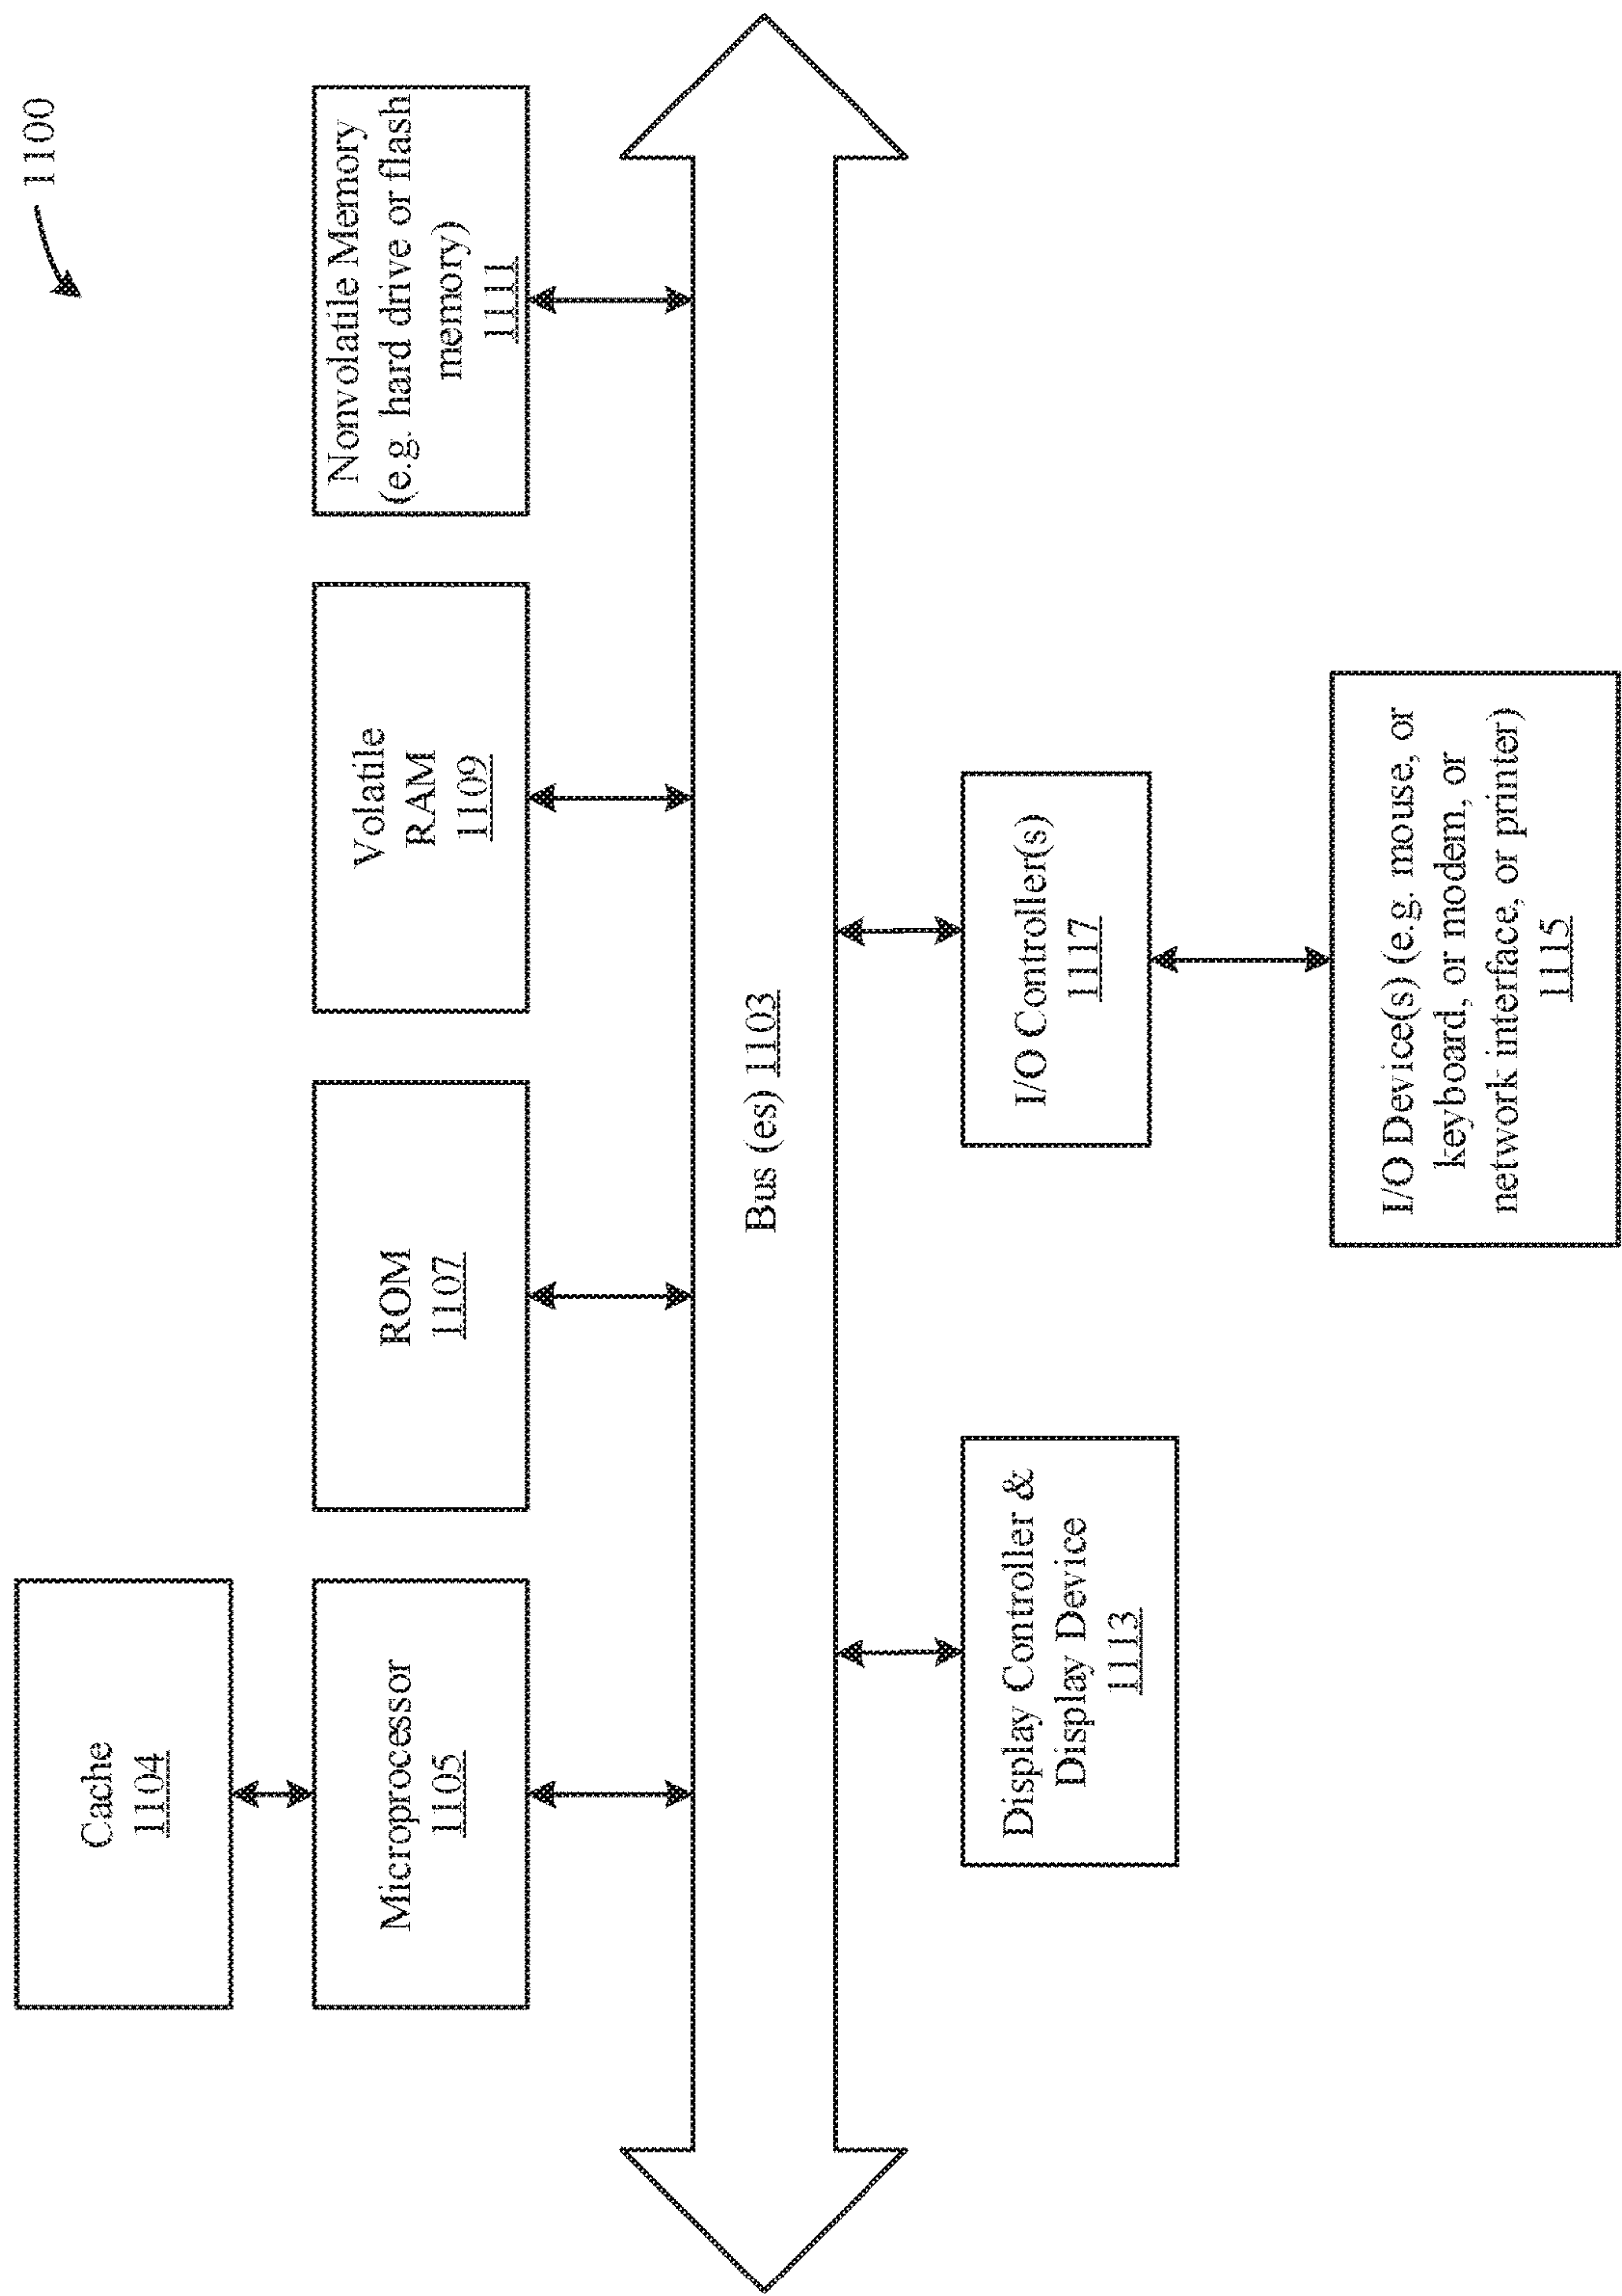 1100
Cache
1104
Microprocessor
1105
ROM
1107
Volatile
RAM
1109
Nonvolatile Memory
(e.g. hard drive or flash
memory)
1111
Bus (es) 1103
Display Controller &
Display Device
1113
I/O Controller(s)
1117
I/O Device(s) (e.g. mouse, or
keyboard, or modem, or
network interface, or printer)
1115